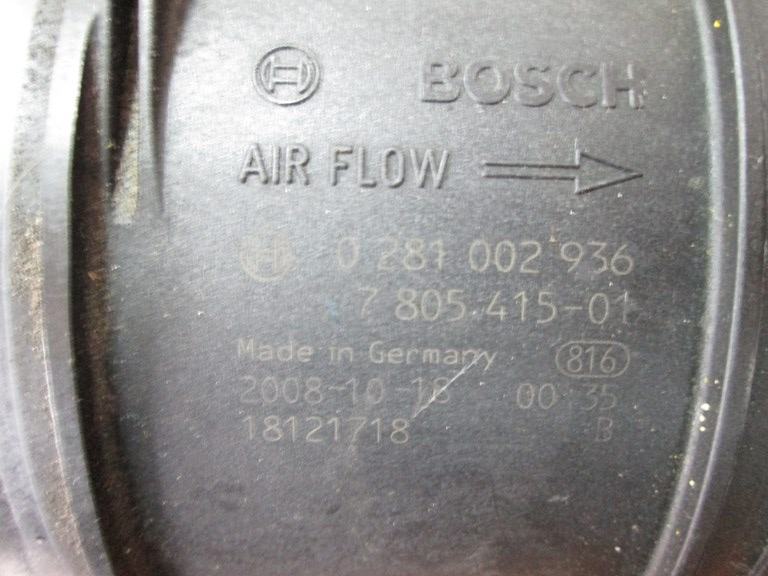 BOSCH
AIR FLOW
0 281 002 936
7 805 415-01
Made in Germany 816
2008-10-18 00:35
18121718 B